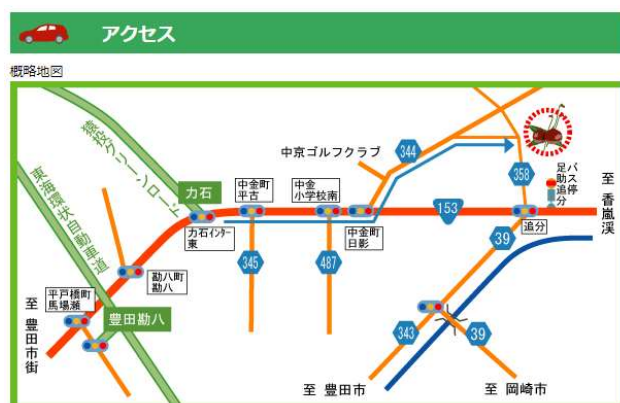 アクセス
概略地図
猿投グリーンロード
東海環状自動車道
力石
中金町
平古
中金
小学校南
中京ゴルフクラブ
344
358
足助追分
バス停
至 香嵐渓
153
力石インター
東
中金町
日影
追分
39
345
487
勘八町
勘八
平戸橋町
馬場瀬
豊田勘八
至 豊田市街
343
39
至 豊田市
至 岡崎市